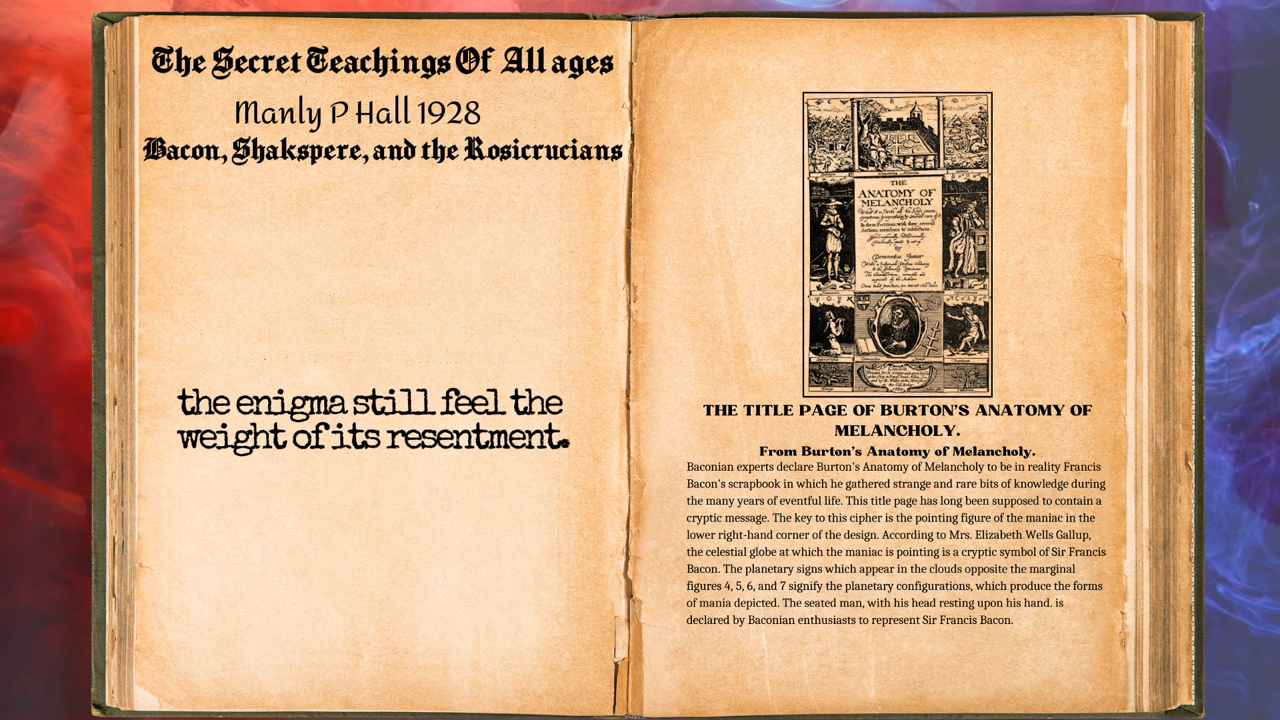 The Secret Teachings Of All ages
Manly P Hall 1928
Bacon, Shakspere, and the Rosicrucians
the enigma still feel the
weight of its resentment.
THE
ANATOMY OF
MELANCHOLY
by
Democritus Junior
THE TITLE PAGE OF BURTON'S ANATOMY OF
MELANCHOLY.
From Burton's Anatomy of Melancholy.
Baconian experts declare Burton's Anatomy of Melancholy to be in reality Francis
Bacon's scrapbook in which he gathered strange and rare bits of knowledge during
the many years of eventful life. This title page has long been supposed to contain a
cryptic message. The key to this cipher is the pointing figure of the maniac in the
lower right-hand corner of the design. According to Mrs. Elizabeth Wells Gallup,
the celestial globe at which the maniac is pointing is a cryptic symbol of Sir Francis
Bacon. The planetary signs which appear in the clouds opposite the marginal
figures 4, 5, 6, and 7 signify the planetary configurations, which produce the forms
of mania depicted. The seated man, with his head resting upon his hand. is
declared by Baconian enthusiasts to represent Sir Francis Bacon.